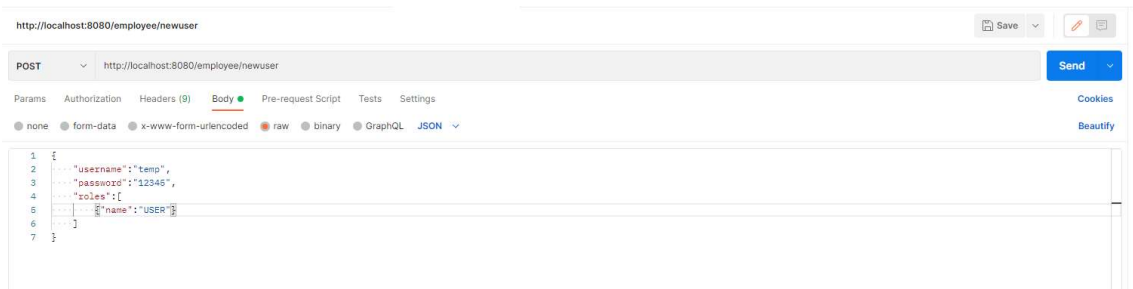 http://localhost:8080/employee/newuser Save
POST http://localhost:8080/employee/newuser Send
Params Authorization Headers (9) Body Pre-request Script Tests Settings Cookies
none form-data x-www-form-urlencoded raw binary GraphQL JSON Beautify
1 {
2 "username":"temp",
3 "password":"12345",
4 "roles":[
5 {"name":"USER"}
6 ]
7 }